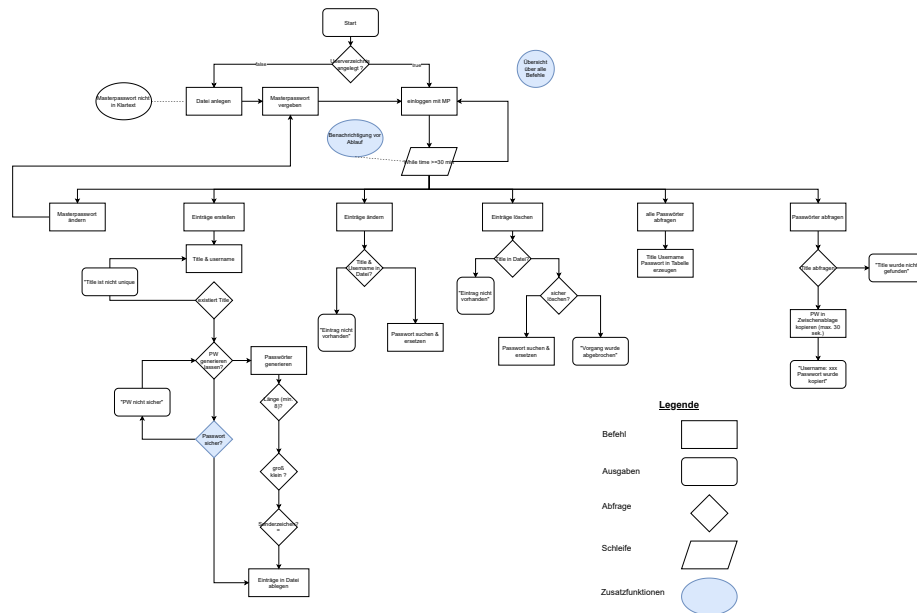 Start
Userverzeichnis
angelegt ?
false
true
Übersicht
über alle
Befehle
Masterpasswort nicht
in Klartext
Datei anlegen
Masterpasswort
vergeben
einloggen mit MP
Benachrichtigung vor
Ablauf
While time >=30 min
Masterpasswort
ändern
Einträge erstellen
Einträge ändern
Einträge löschen
alle Passwörter
abfragen
Passwörter abfragen
Title & username
"Title ist nicht unique
existiert Title
Title &
Username in
Datei?
Title in Datei?
Title Username
Passwort in Tabelle
erzeugen
Title abfragen
"Title wurde nicht
gefunden"
"Eintrag nicht
vorhanden"
Passwort suchen &
ersetzen
"Eintrag nicht
vorhanden"
sicher
löschen?
Passwort suchen &
ersetzen
"Vorgang wurde
abgebrochen"
PW in
Zwischenablage
kopieren (max. 30
sek.)
"Username: xxx
Passwort wurde
kopiert"
PW
generieren
lassen?
Passwörter
generieren
"PW nicht sicher"
Länge (min.
8)?
Passwort
sicher?
groß
klein ?
Sonderzeichen?
=
Einträge in Datei
ablegen
Legende
Befehl
Ausgaben
Abfrage
Schleife
Zusatzfunktionen